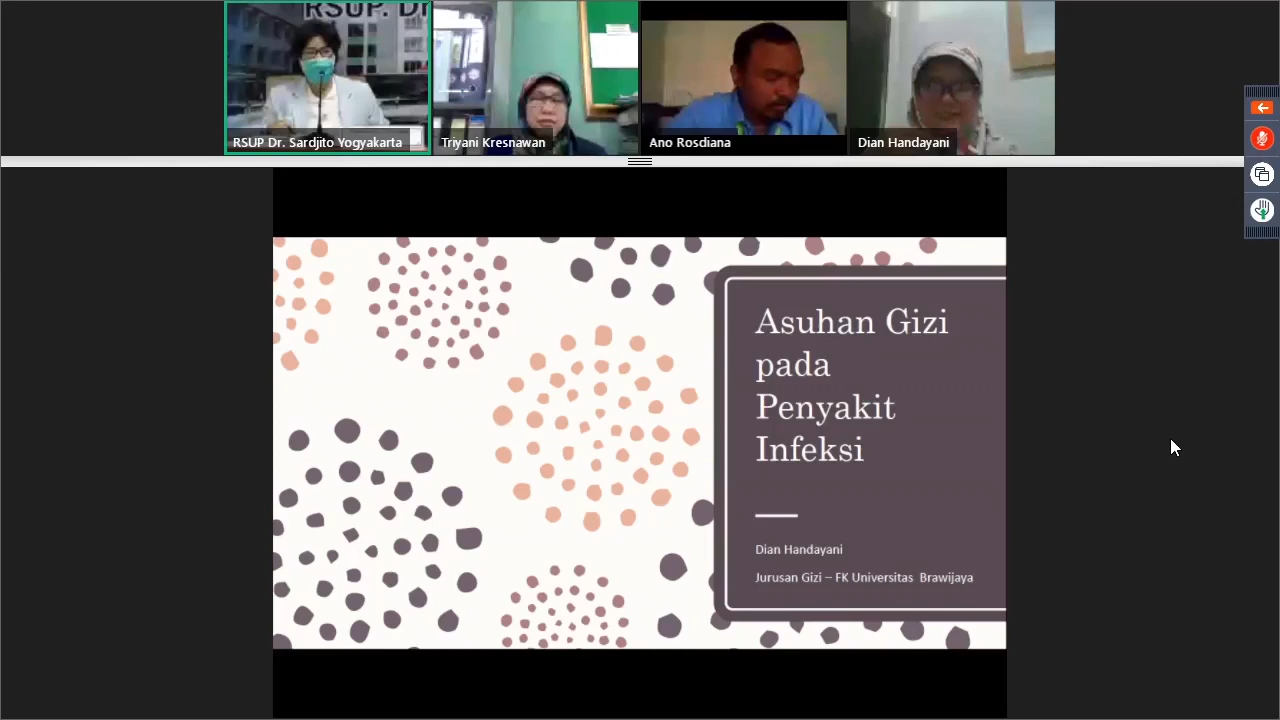 RSUP. Dr
RSUP Dr. Sardjito Yogyakarta
Triyani Kresnawan
Ano Rosdiana
Dian Handayani
Asuhan Gizi
pada
Penyakit
Infeksi
Dian Handayani
Jurusan Gizi – FK Universitas Brawijaya